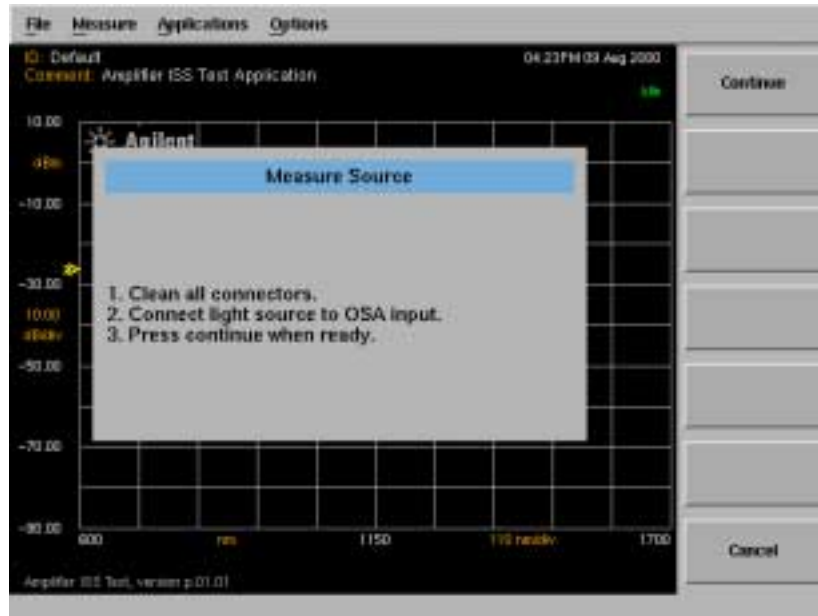 File Measure Applications Options
ID: Default
04:23PM 09 Aug 2000
Comment: Amplifier ISS Test Application
Idle
Continue
10.00
Agilent
dBm
Measure Source
-10.00
-30.00
1. Clean all connectors.
10.00
2. Connect light source to OSA input.
dB/div
3. Press continue when ready.
-50.00
-70.00
-90.00
600 nm 1150 110 nm/div 1700
Cancel
Amplifier ISS Test, version p.01.01